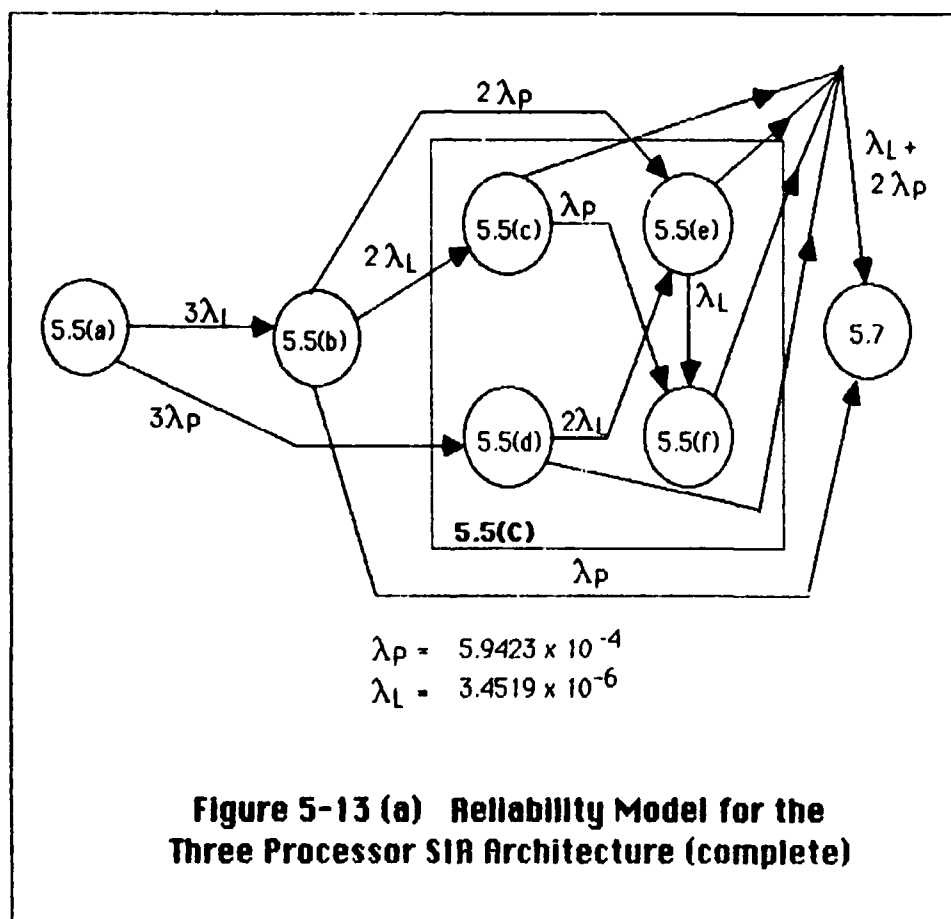 2λp
λL +
2λp
5.5(c)
λp
5.5(e)
2λL
λL
5.5(a)
3λL
5.5(b)
5.7
3λp
5.5(d)
2λL
5.5(f)
5.5(C)
λp
λp = 5.9423 x 10 -4
λL = 3.4519 x 10 -6
Figure 5-13 (a) Reliability Model for the
Three Processor SIR Architecture (complete)